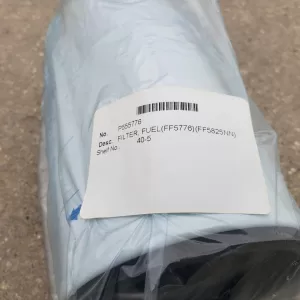 No. P555776
Desc. FILTER, FUEL(FF5776)(FF5825NN)
Shelf No. 40-5